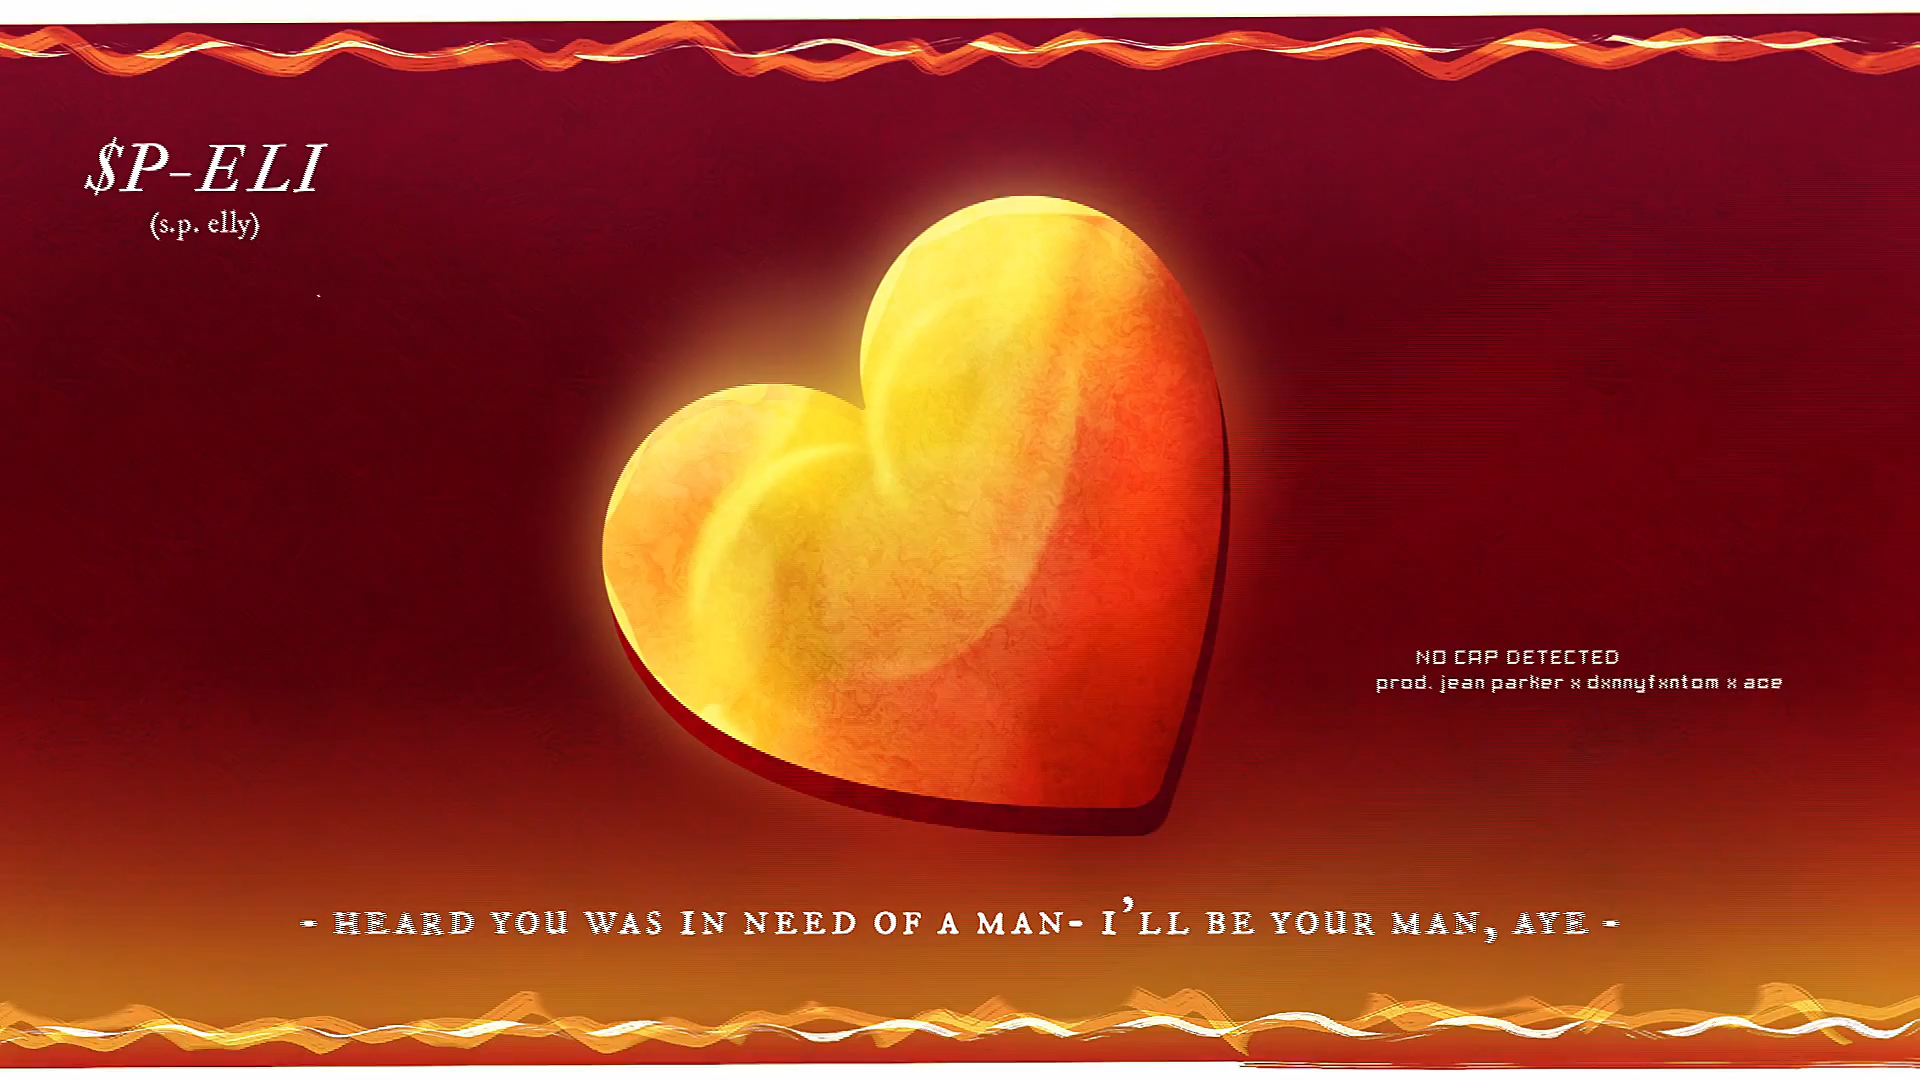 $P-ELI
(s.p. elly)
NO CAP DETECTED
prod. jean parker x dxnnyfxntom x ace
- HEARD YOU WAS IN NEED OF A MAN- I'LL BE YOUR MAN, AYE -